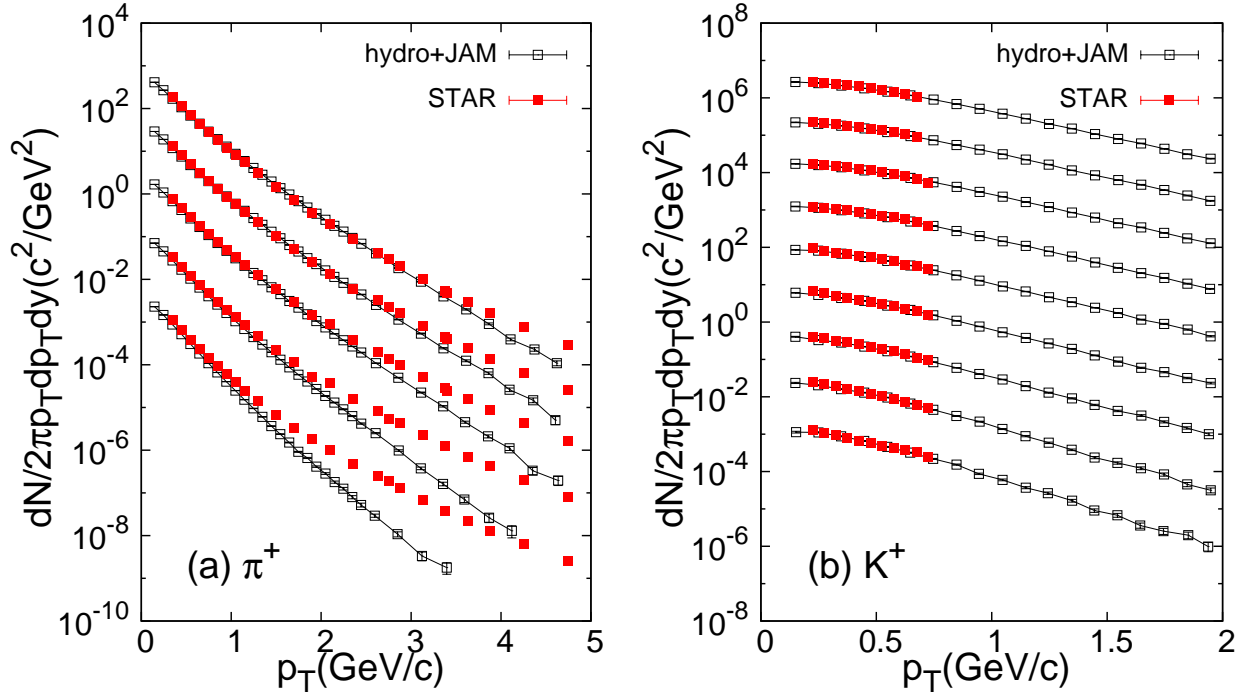 dN/2πp_T dp_T dy(c^2/GeV^2)
10^4
10^2
10^0
10^-2
10^-4
10^-6
10^-8
10^-10
hydro+JAM
STAR
(a) π^+
0 1 2 3 4 5
p_T(GeV/c)
dN/2πp_T dp_T dy(c^2/GeV^2)
10^8
10^6
10^4
10^2
10^0
10^-2
10^-4
10^-6
10^-8
hydro+JAM
STAR
(b) K^+
0 0.5 1 1.5 2
p_T(GeV/c)